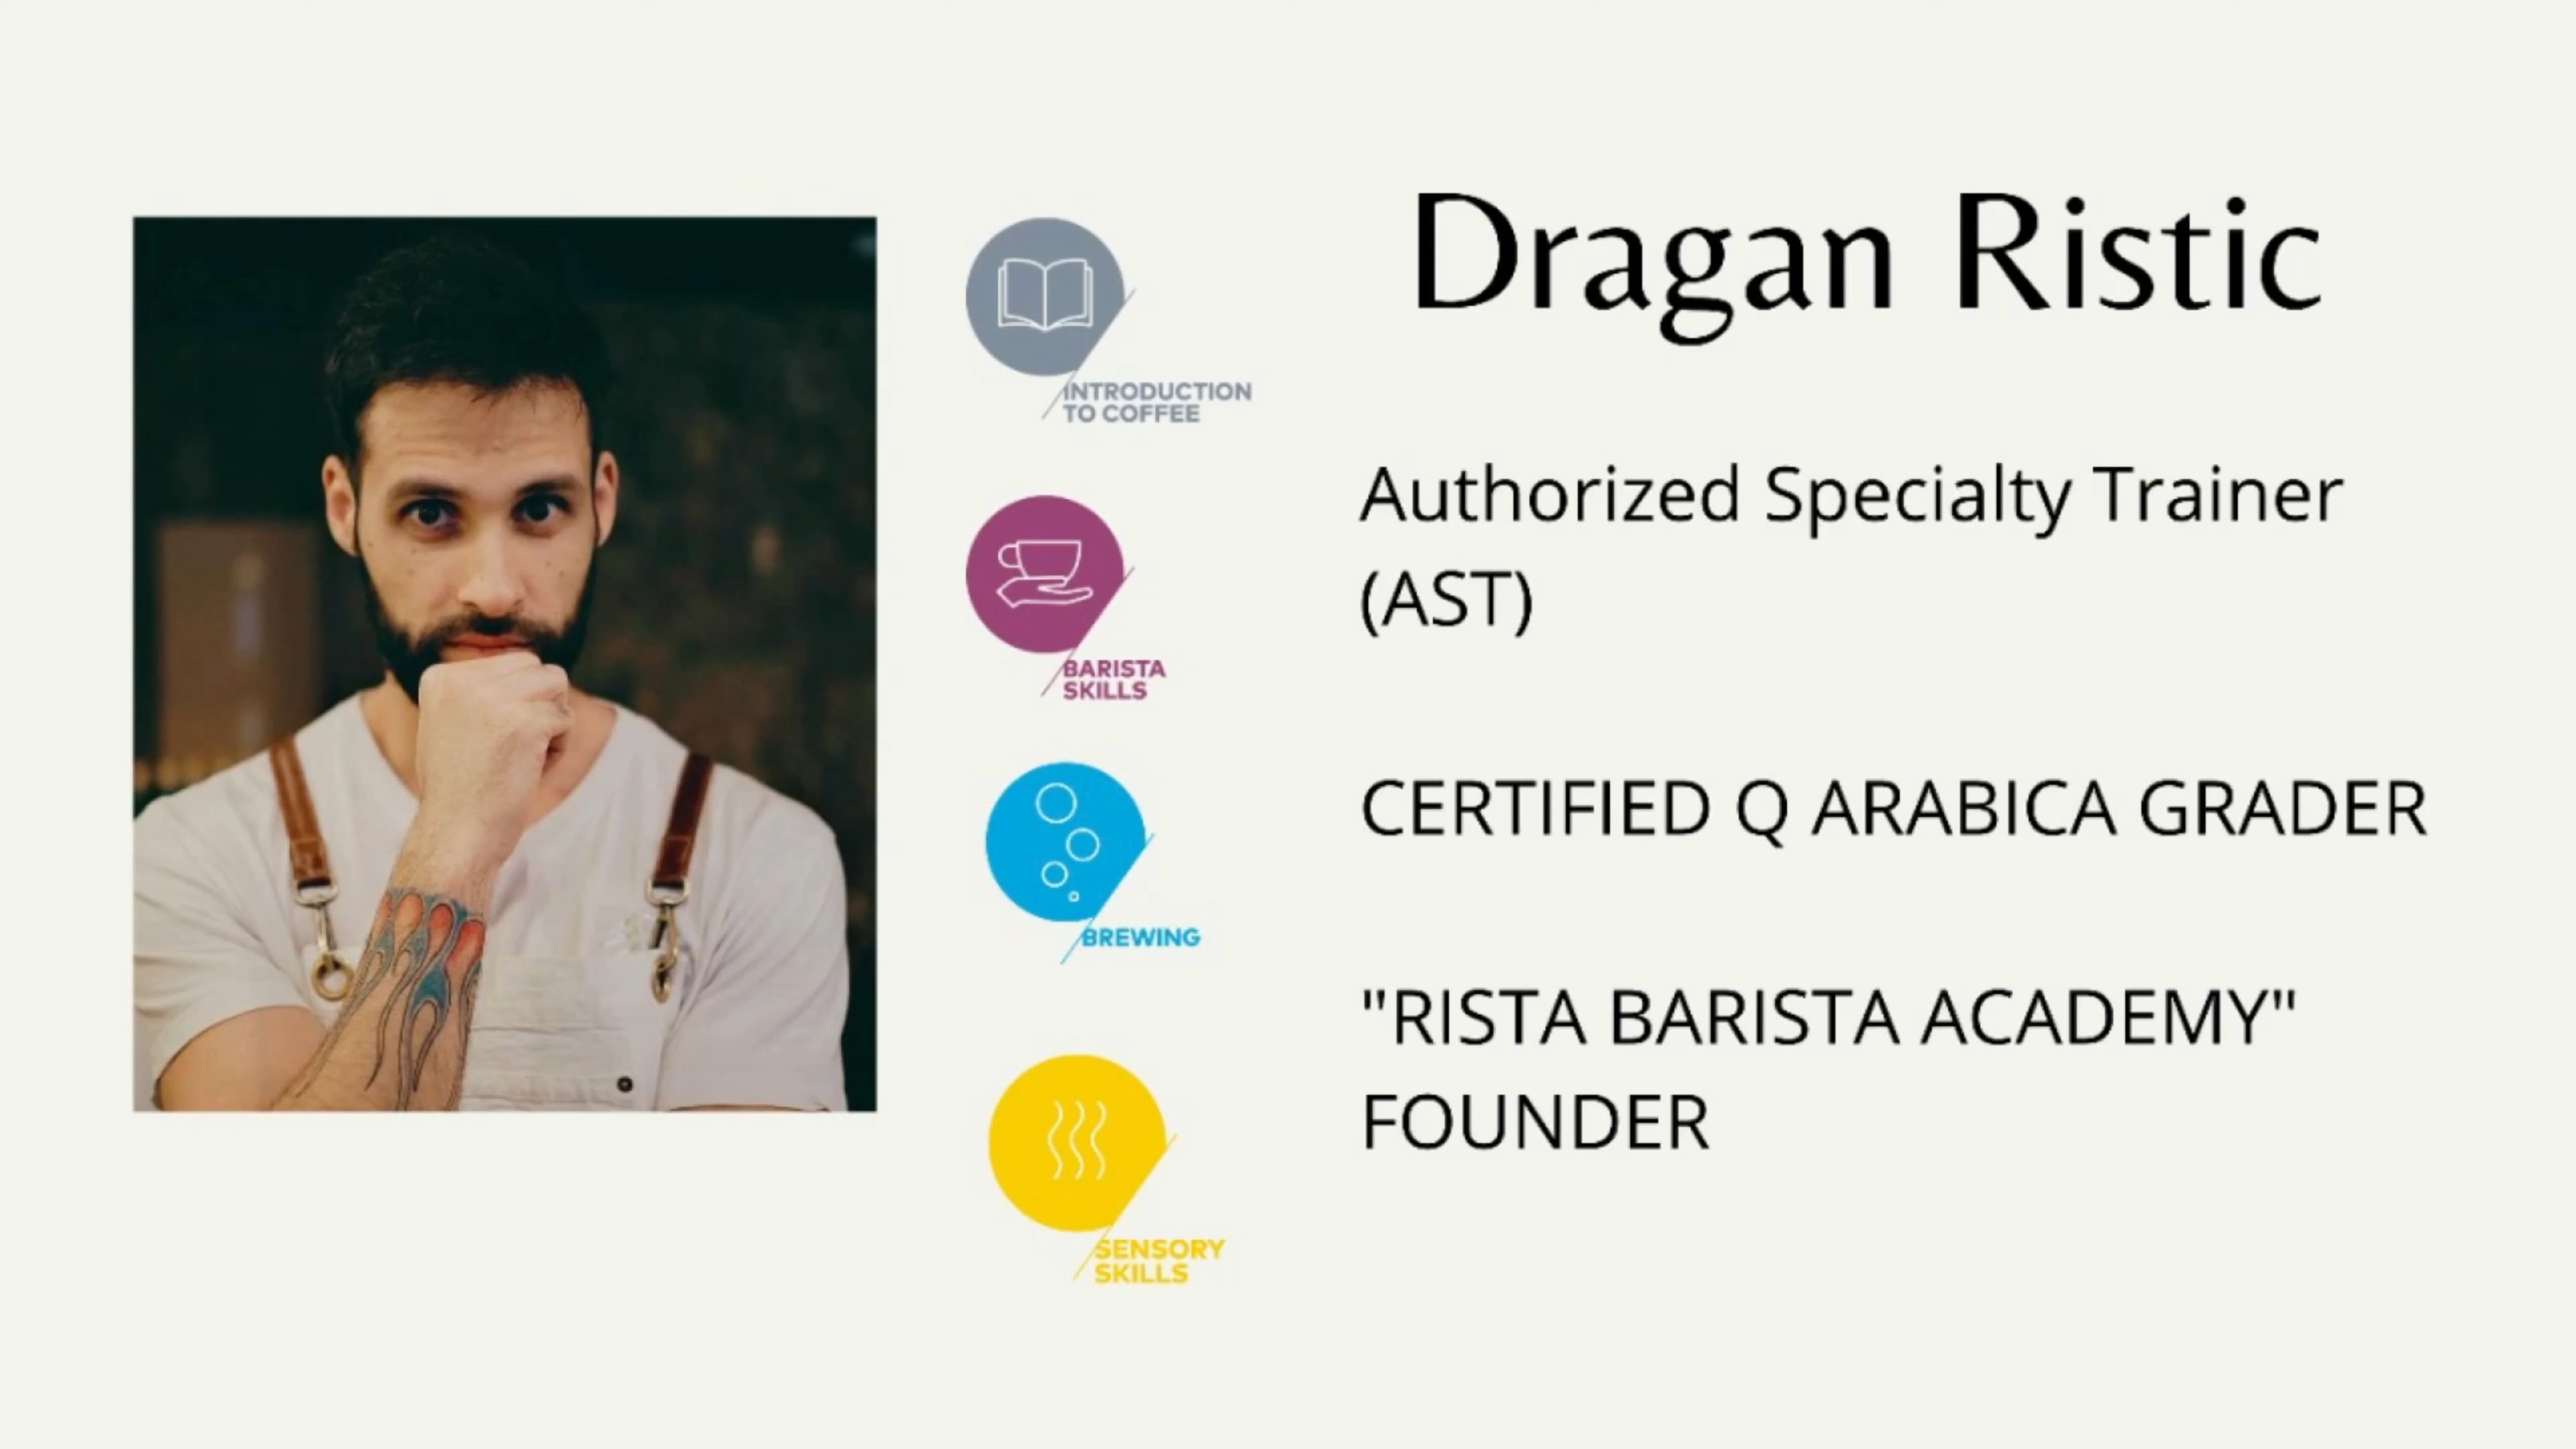 Dragan Ristic
INTRODUCTION
TO COFFEE
BARISTA
SKILLS
BREWING
SENSORY
SKILLS
Authorized Specialty Trainer
(AST)
CERTIFIED Q ARABICA GRADER
"RISTA BARISTA ACADEMY"
FOUNDER